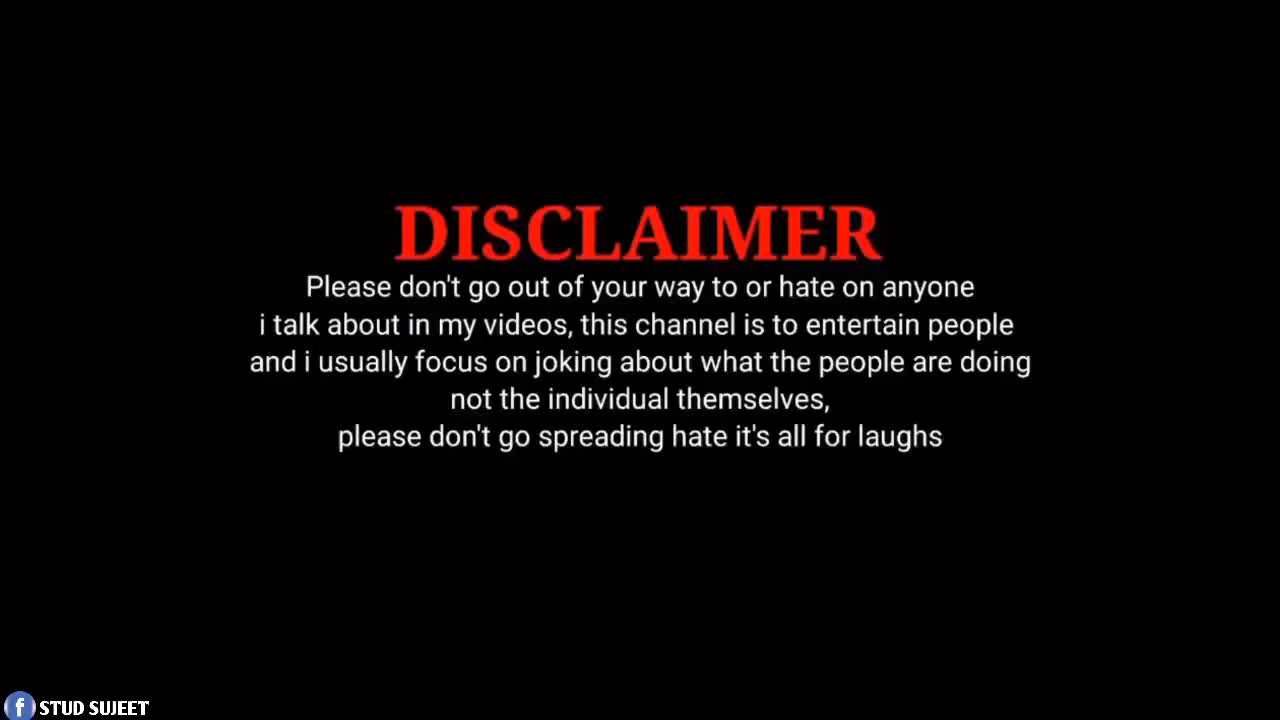 DISCLAIMER
Please don't go out of your way to or hate on anyone
i talk about in my videos, this channel is to entertain people
and i usually focus on joking about what the people are doing
not the individual themselves,
please don't go spreading hate it's all for laughs
f STUD SUJEET